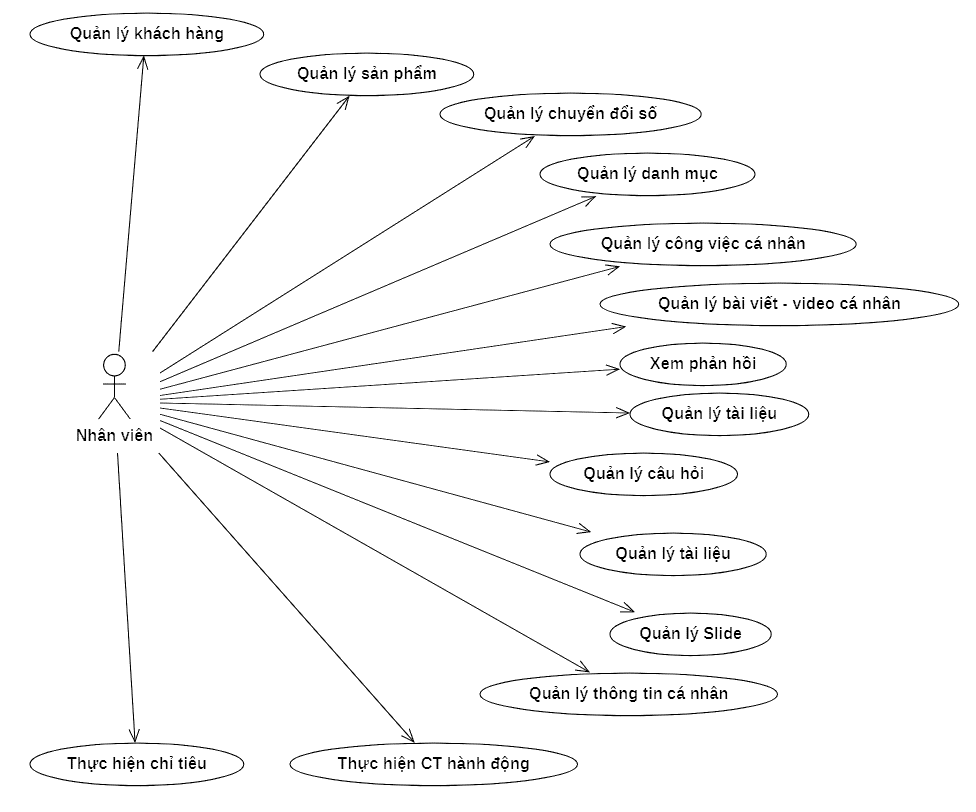 Quản lý khách hàng
Quản lý sản phẩm
Quản lý chuyển đổi số
Quản lý danh mục
Quản lý công việc cá nhân
Quản lý bài viết - video cá nhân
Xem phản hồi
Quản lý tài liệu
Nhân viên
Quản lý câu hỏi
Quản lý tài liệu
Quản lý Slide
Quản lý thông tin cá nhân
Thực hiện chỉ tiêu
Thực hiện CT hành động